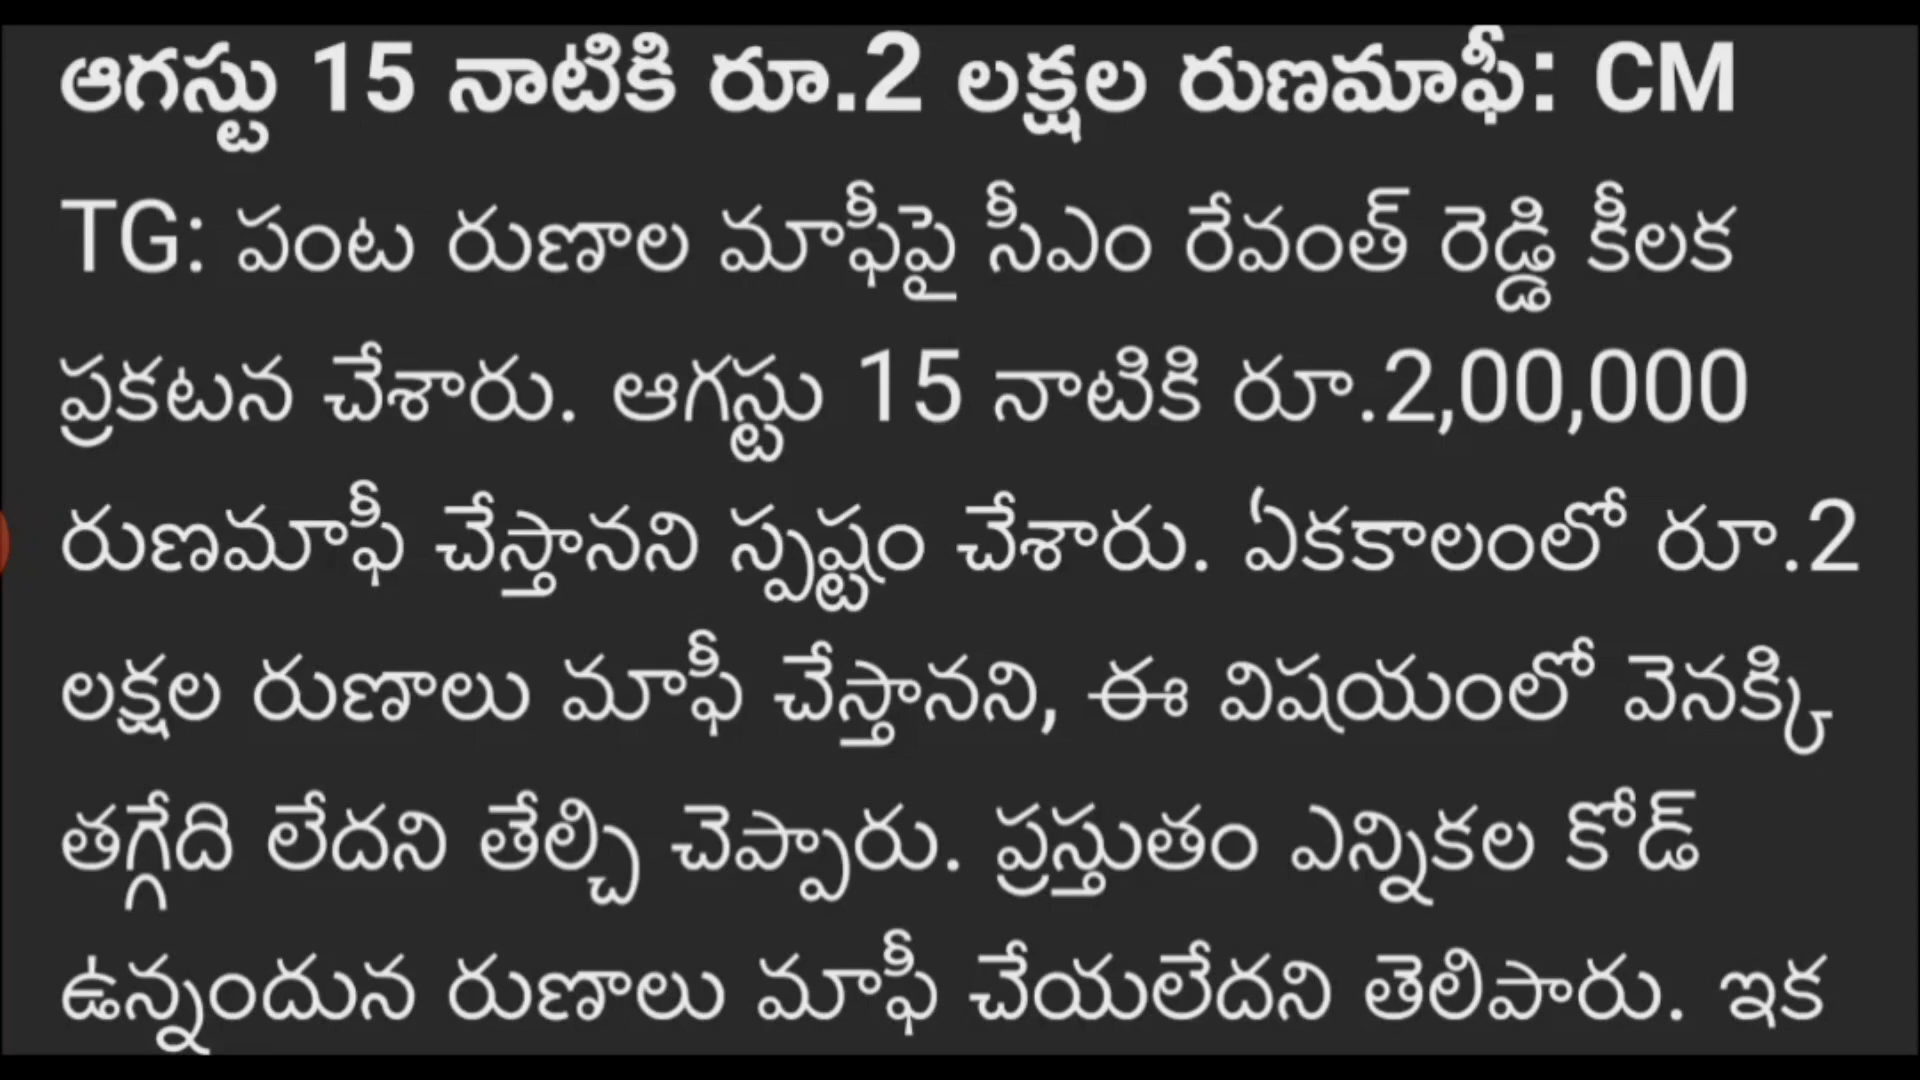 ఆగస్టు 15 నాటికి రూ.2 లక్షల రుణమాఫీ: CM
TG: పంట రుణాల మాఫీపై సీఎం రేవంత్ రెడ్డి కీలక
ప్రకటన చేశారు. ఆగస్టు 15 నాటికి రూ.2,00,000
రుణమాఫీ చేస్తానని స్పష్టం చేశారు. ఏకకాలంలో రూ.2
లక్షల రుణాలు మాఫీ చేస్తానని, ఈ విషయంలో వెనక్కి
తగ్గేది లేదని తేల్చి చెప్పారు. ప్రస్తుతం ఎన్నికల కోడ్
ఉన్నందున రుణాలు మాఫీ చేయలేదని తెలిపారు. ఇక